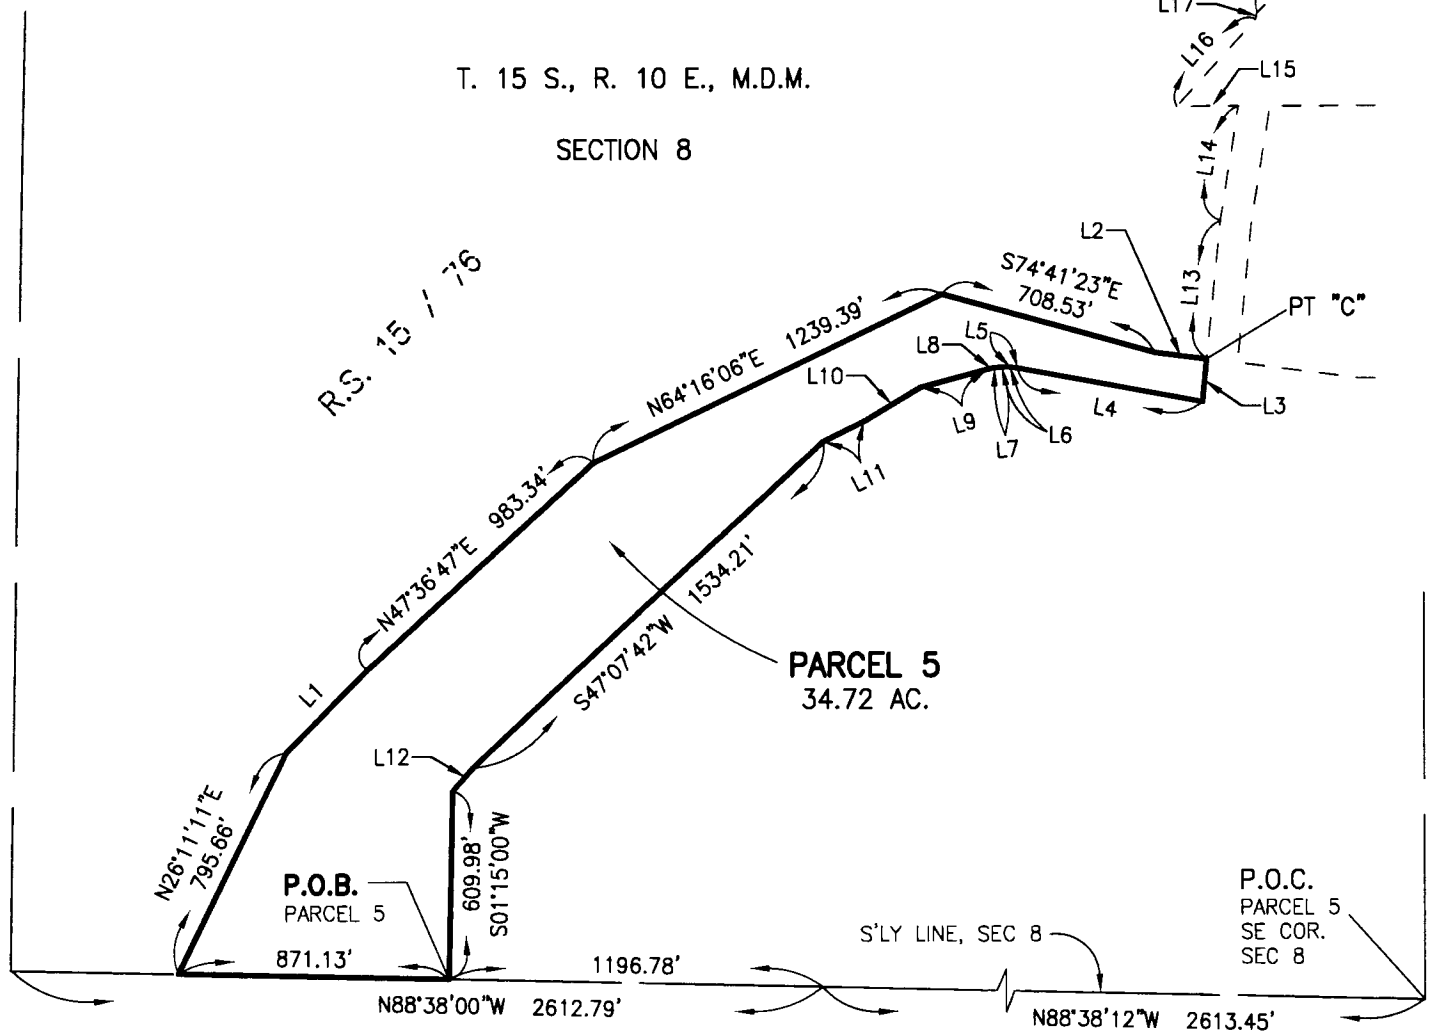 L17
L16
L15
T. 15 S., R. 10 E., M.D.M.
SECTION 8
L14
L2
S74°41'23"E
708.53'
L13
PT "C"
R.S. 15 / 76
N64°16'06"E 1239.39'
L5
L8
L10
L9
L7
L6
L4
L3
L11
N47°36'47"E 983.34'
S47°07'42"W 1534.21'
PARCEL 5
34.72 AC.
L1
L12
N26°11'11"E
795.66'
609.98'
S01°15'00"W
P.O.B.
PARCEL 5
P.O.C.
PARCEL 5
SE COR.
SEC 8
S'LY LINE, SEC 8
871.13'
1196.78'
N88°38'00"W 2612.79'
N88°38'12"W 2613.45'